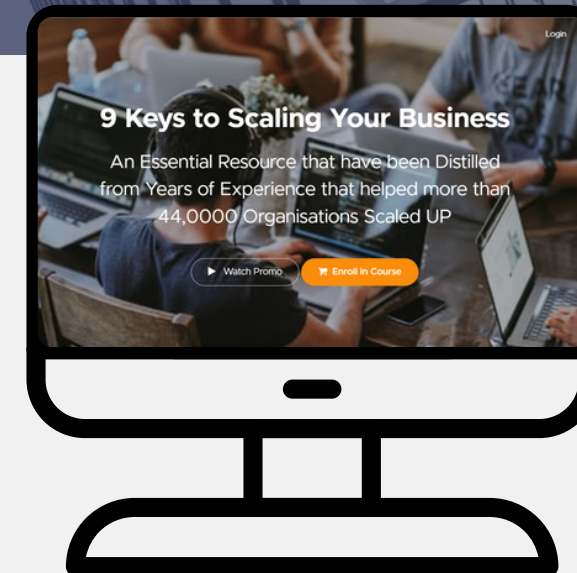 Login
9 Keys to Scaling Your Business
An Essential Resource that have been Distilled
from Years of Experience that helped more than
44,0000 Organisations Scaled UP
Watch Promo
Enroll in Course